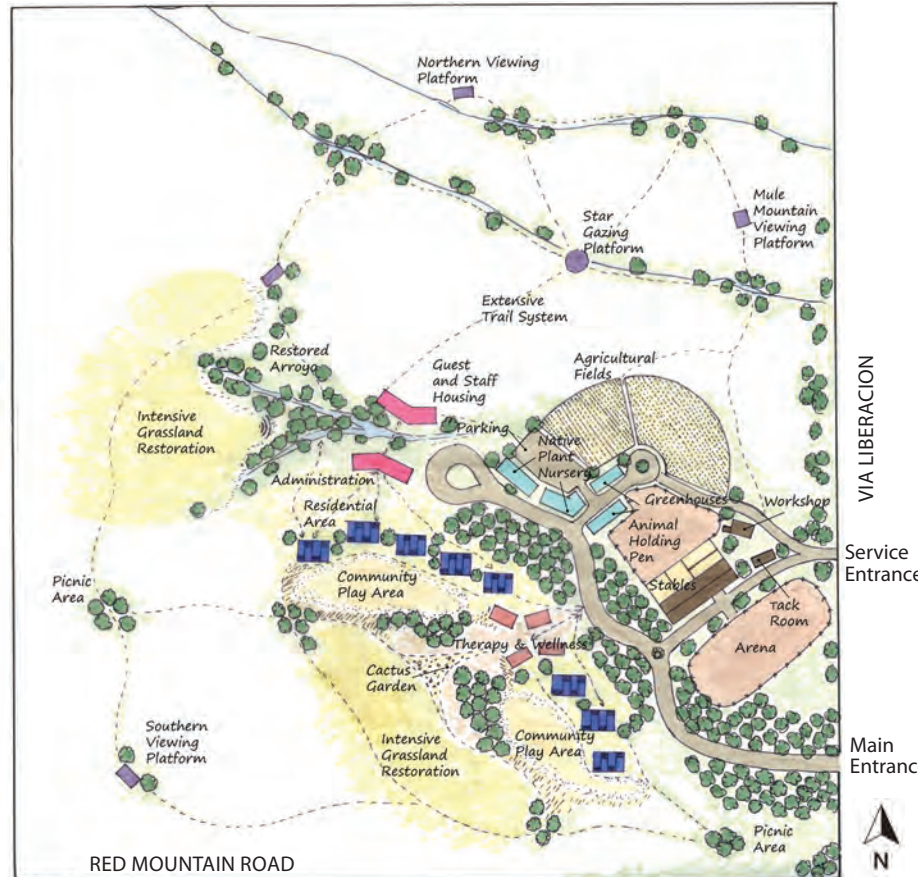 Northern Viewing
Platform
Mule
Mountain
Viewing
Platform
Star
Gazing
Platform
Extensive
Trail System
Restored
Arroyo
Guest
and Staff
Housing
Agricultural
Fields
Parking
Intensive
Grassland
Restoration
Native
Plant
Nursery
Administration
Greenhouses
Workshop
VIA LIBERACION
Residential
Area
Animal
Holding
Pen
Service
Entrance
Picnic
Area
Community
Play Area
Stables
Tack
Room
Therapy & Wellness
Arena
Cactus
Garden
Southern
Viewing
Platform
Intensive
Grassland
Restoration
Community
Play Area
Main
Entrance
Picnic
Area
RED MOUNTAIN ROAD
N